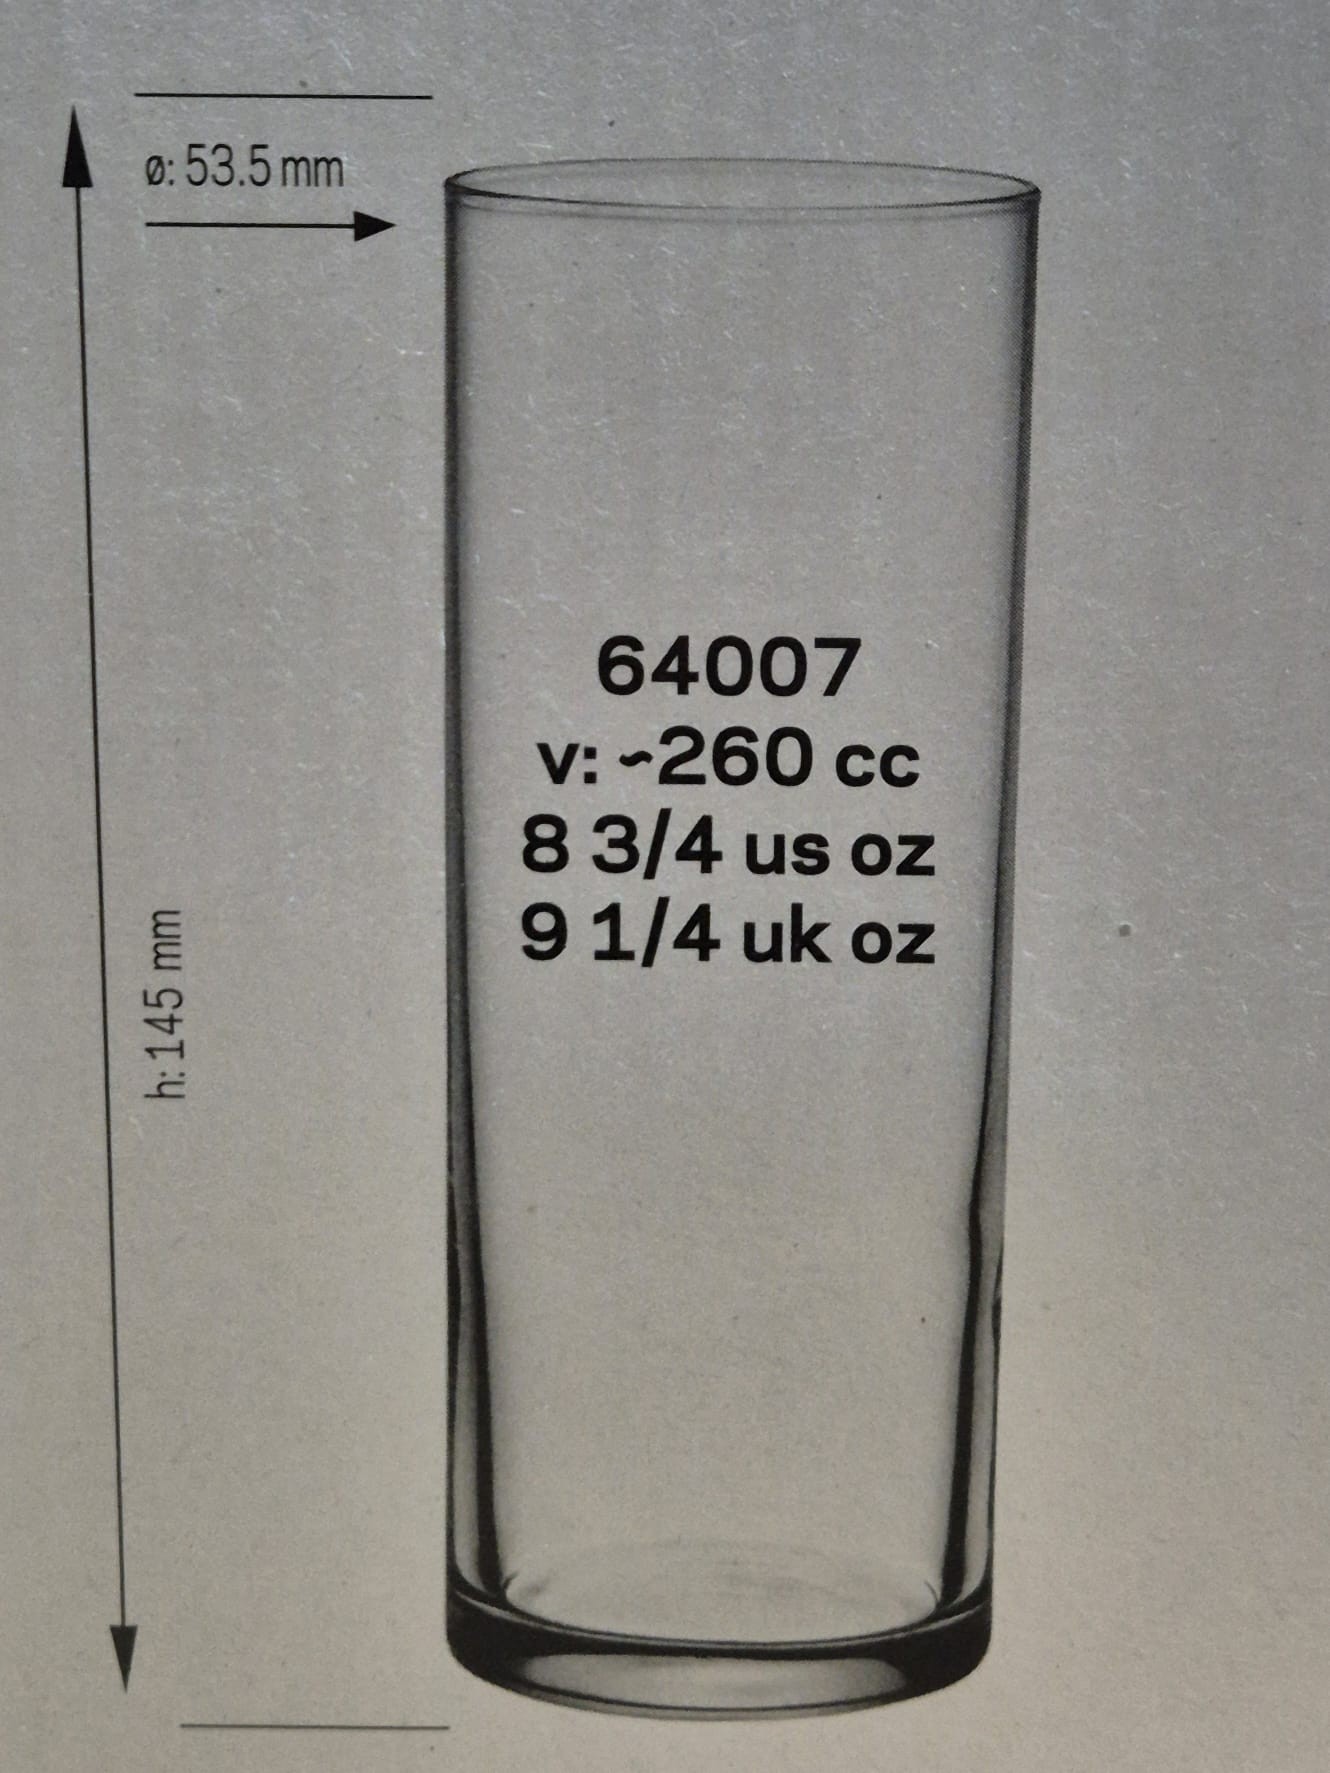 ø: 53.5 mm
64007
v: ~260 cc
8 3/4 us oz
9 1/4 uk oz
h: 145 mm